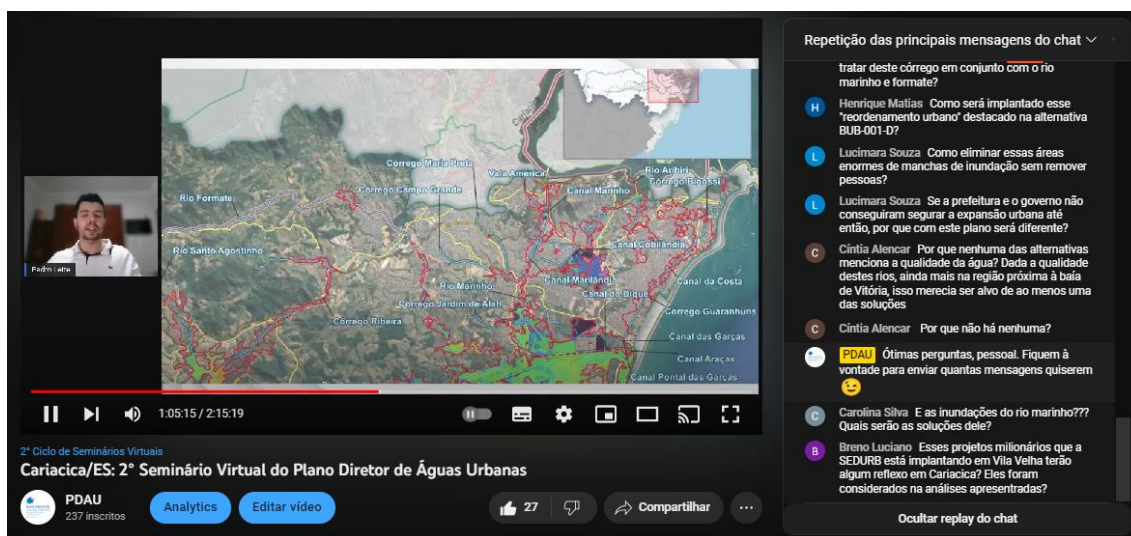 Repetição das principais mensagens do chat
tratar deste córrego em conjunto com o rio
marinho e formate?
H Henrique Matias Como será implantado esse
"reordenamento urbano" destacado na alternativa
BUB-001-D?
L Lucimara Souza Como eliminar essas áreas
enormes de manchas de inundação sem remover
pessoas?
L Lucimara Souza Se a prefeitura e o governo não
conseguiram segurar a expansão urbana até
então, por que com este plano será diferente?
C Cíntia Alencar Por que nenhuma das alternativas
menciona a qualidade da água? Dada a qualidade
destes rios, ainda mais na região próxima à baía
de Vitória, isso merecia ser alvo de ao menos uma
das soluções
C Cíntia Alencar Por que não há nenhuma?
PDAU Ótimas perguntas, pessoal. Fiquem à
vontade para enviar quantas mensagens quiserem
😉
C Carolina Silva E as inundações do rio marinho???
Quais serão as soluções dele?
B Breno Luciano Esses projetos milionários que a
SEDURB está implantando em Vila Velha terão
algum reflexo em Cariacica? Eles foram
considerados na análises apresentadas?
Ocultar replay do chat
Córrego Maria Preta
Vala América
Rio Aribiri
Córrego Bigossi
Córrego Campo Grande
Canal Marinho
Rio Formate
Canal Cobilândia
Rio Santo Agostinho
Pedro Leite
Rio Marinho
Canal Marilândia
Canal da Costa
Canal do Dique
Córrego Jardim de Alah
Córrego Guaranhuns
Córrego Ribeira
Canal das Garças
Canal Araças
Canal Pontal das Garças
1:05:15 / 2:15:19
2° Ciclo de Seminários Virtuais
Cariacica/ES: 2° Seminário Virtual do Plano Diretor de Águas Urbanas
PDAU
237 inscritos
Analytics
Editar vídeo
27
Compartilhar